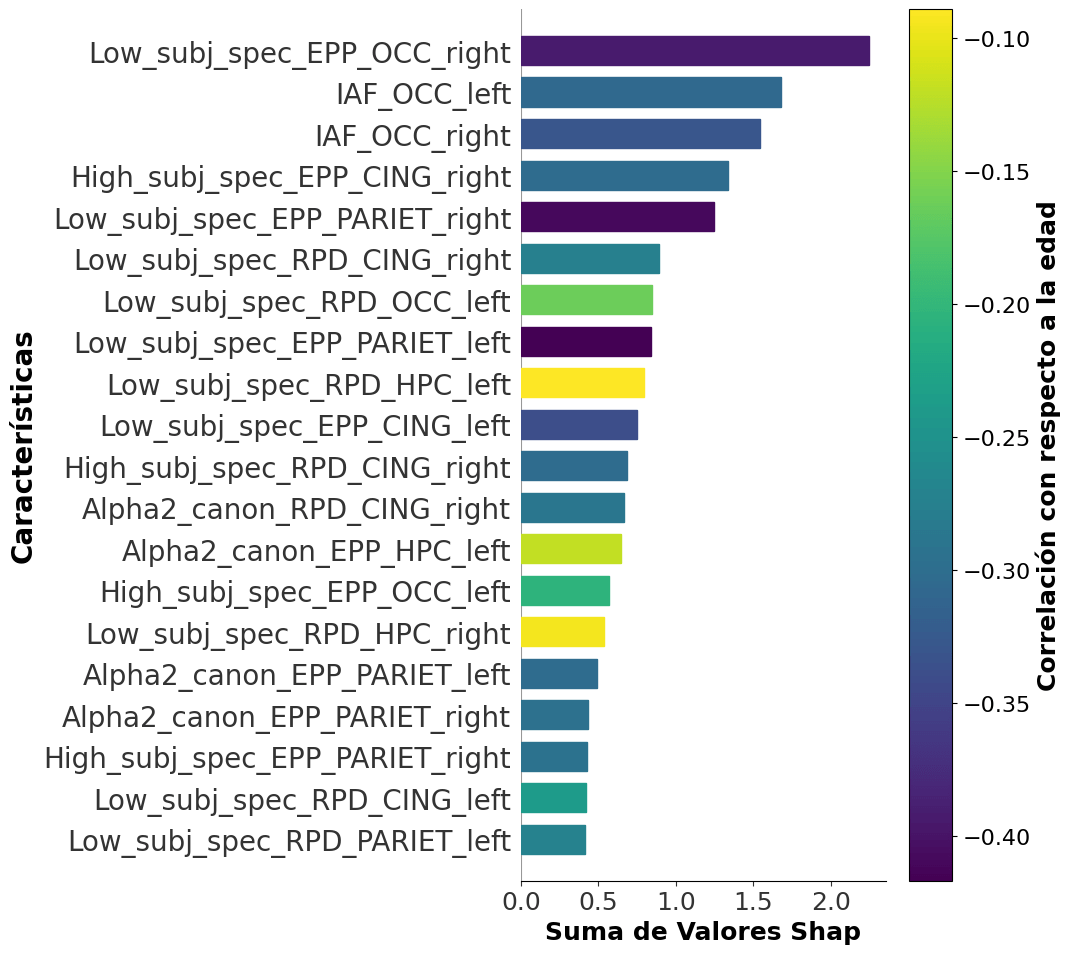 Características
Low_subj_spec_EPP_OCC_right
IAF_OCC_left
IAF_OCC_right
High_subj_spec_EPP_CING_right
Low_subj_spec_EPP_PARIET_right
Low_subj_spec_RPD_CING_right
Low_subj_spec_RPD_OCC_left
Low_subj_spec_EPP_PARIET_left
Low_subj_spec_RPD_HPC_left
Low_subj_spec_EPP_CING_left
High_subj_spec_RPD_CING_right
Alpha2_canon_RPD_CING_right
Alpha2_canon_EPP_HPC_left
High_subj_spec_EPP_OCC_left
Low_subj_spec_RPD_HPC_right
Alpha2_canon_EPP_PARIET_left
Alpha2_canon_EPP_PARIET_right
High_subj_spec_EPP_PARIET_right
Low_subj_spec_RPD_CING_left
Low_subj_spec_RPD_PARIET_left
0.0 0.5 1.0 1.5 2.0
Suma de Valores Shap
−0.10
−0.15
−0.20
−0.25
−0.30
−0.35
−0.40
Correlación con respecto a la edad